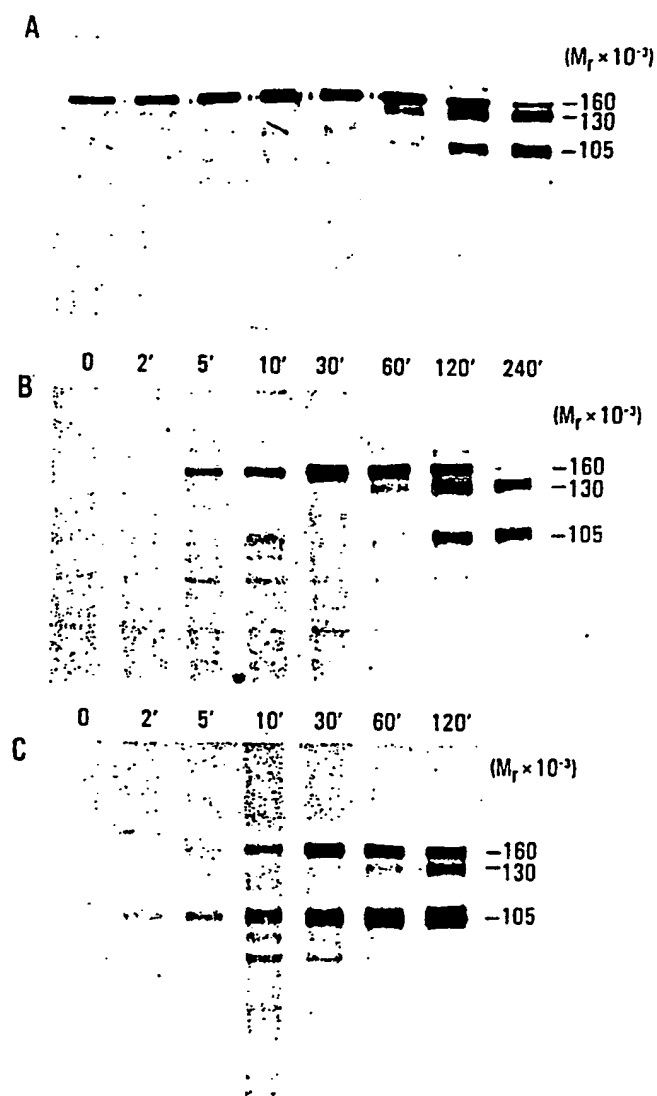 A
(Mr × 10⁻³)
–160
–130
–105
0 2′ 5′ 10′ 30′ 60′ 120′ 240′
B
(Mr × 10⁻³)
–160
–130
–105
0 2′ 5′ 10′ 30′ 60′ 120′
C
(Mr × 10⁻³)
–160
–130
–105